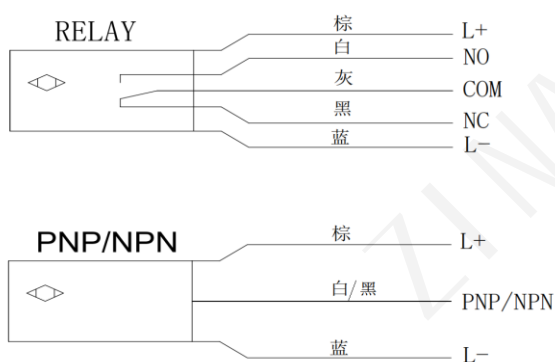 RELAY
棕 L+
白 NO
灰 COM
黑 NC
蓝 L-
PNP/NPN
棕 L+
白/黑 PNP/NPN
蓝 L-